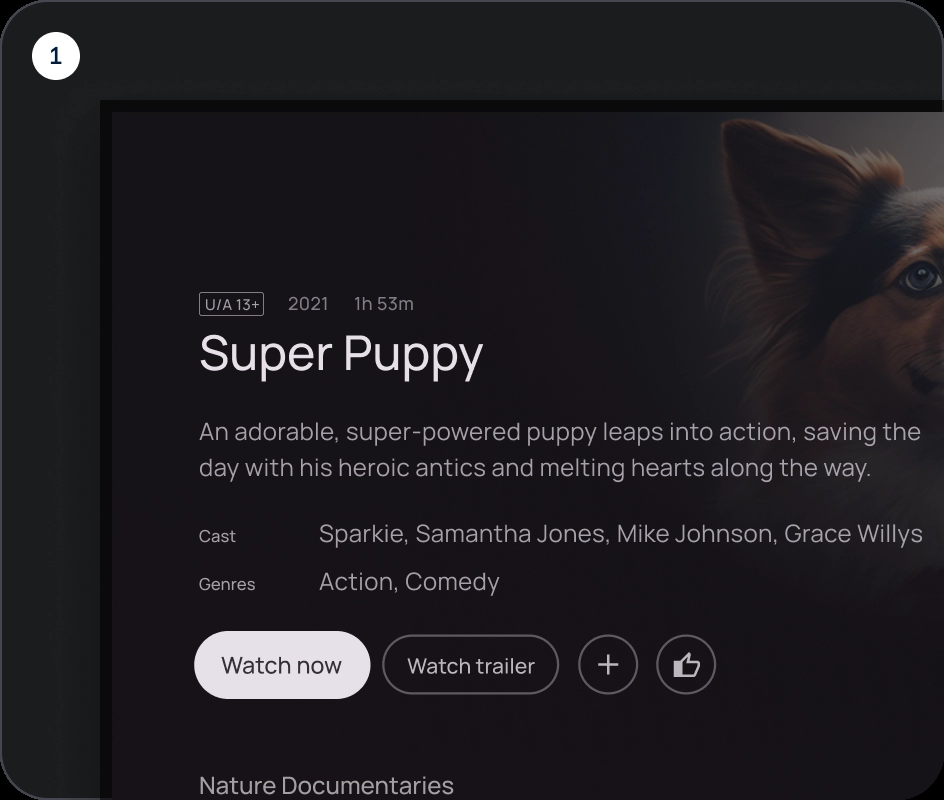 1
U/A 13+ 2021 1h 53m
Super Puppy
An adorable, super-powered puppy leaps into action, saving the
day with his heroic antics and melting hearts along the way.
Cast Sparkie, Samantha Jones, Mike Johnson, Grace Willys
Genres Action, Comedy
Watch now Watch trailer
Nature Documentaries